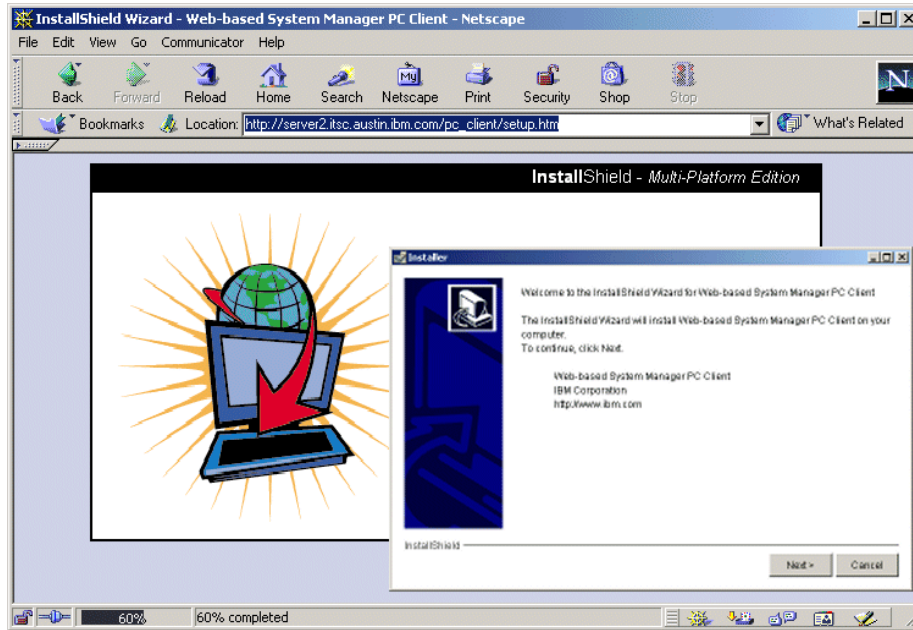 InstallShield Wizard - Web-based System Manager PC Client - Netscape
File Edit View Go Communicator Help
Back Forward Reload Home Search Netscape Print Security Shop Stop
My
N
Bookmarks Location: http://server2.itsc.austin.ibm.com/pc_client/setup.htm What's Related
InstallShield - Multi-Platform Edition
Installer
Welcome to the InstallShield Wizard for Web-based System Manager PC Client
The InstallShield Wizard will install Web-based System Manager PC Client on your
computer.
To continue, click Next.
Web-based System Manager PC Client
IBM Corporation
http://www.ibm.com
InstallShield
Next > Cancel
60% 60% completed